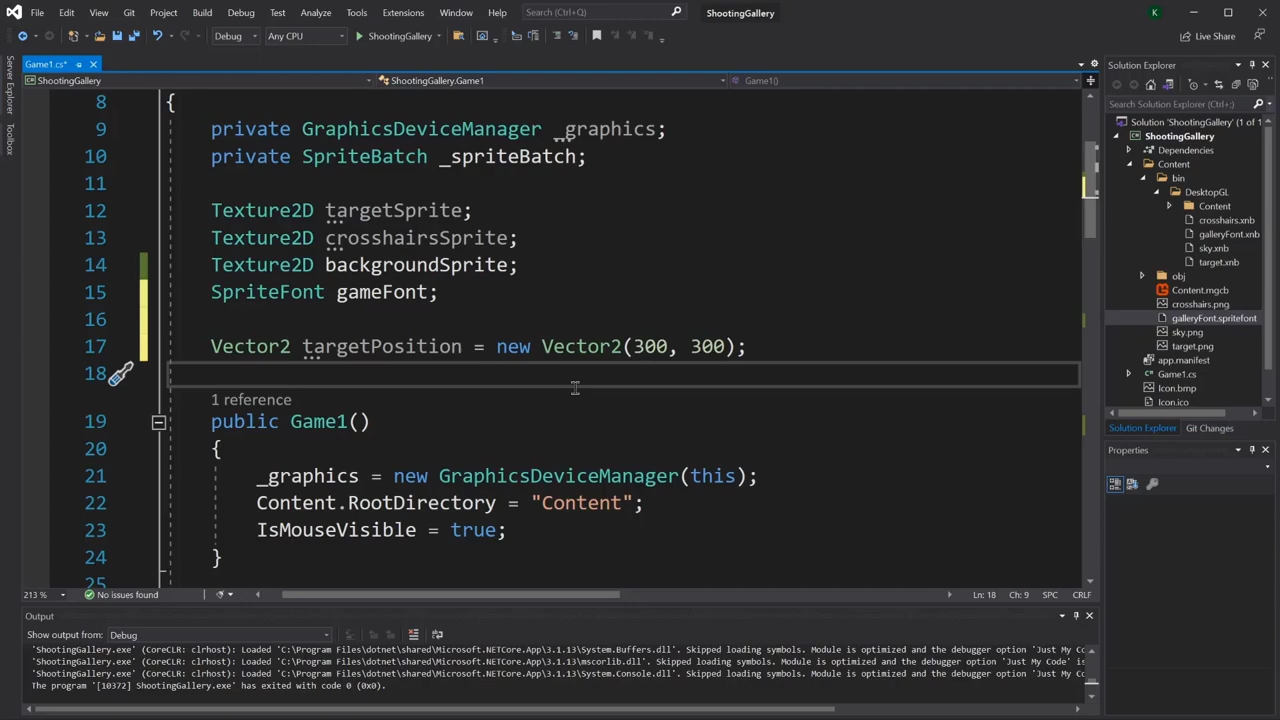 File Edit View Git Project Build Debug Test Analyze Tools Extensions Window Help Search (Ctrl+Q) ShootingGallery K
Debug Any CPU ShootingGallery Live Share
Server Explorer
Toolbox
Game1.cs*
ShootingGallery ShootingGallery.Game1 Game1()
8 {
9 private GraphicsDeviceManager _graphics;
10 private SpriteBatch _spriteBatch;
11
12 Texture2D targetSprite;
13 Texture2D crosshairsSprite;
14 Texture2D backgroundSprite;
15 SpriteFont gameFont;
16
17 Vector2 targetPosition = new Vector2(300, 300);
18
1 reference
19 public Game1()
20 {
21 _graphics = new GraphicsDeviceManager(this);
22 Content.RootDirectory = "Content";
23 IsMouseVisible = true;
24 }
25
213 % No issues found Ln: 18 Ch: 9 SPC CRLF
Output
Show output from: Debug
'ShootingGallery.exe' (CoreCLR: clrhost): Loaded 'C:\Program Files\dotnet\shared\Microsoft.NETCore.App\3.1.13\System.Buffers.dll'. Skipped loading symbols. Module is optimized and the debugger option 'Just My Co
'ShootingGallery.exe' (CoreCLR: clrhost): Loaded 'C:\Program Files\dotnet\shared\Microsoft.NETCore.App\3.1.13\mscorlib.dll'. Skipped loading symbols. Module is optimized and the debugger option 'Just My Code' i
'ShootingGallery.exe' (CoreCLR: clrhost): Loaded 'C:\Program Files\dotnet\shared\Microsoft.NETCore.App\3.1.13\System.Console.dll'. Skipped loading symbols. Module is optimized and the debugger option 'Just My Co
The program '[10372] ShootingGallery.exe' has exited with code 0 (0x0).
Solution Explorer
Search Solution Explorer (Ctrl+;)
Solution 'ShootingGallery' (1 of 1
ShootingGallery
Dependencies
Content
bin
DesktopGL
Content
crosshairs.xnb
galleryFont.xnb
sky.xnb
target.xnb
obj
Content.mgcb
crosshairs.png
galleryFont.spritefont
sky.png
target.png
app.manifest
Game1.cs
Icon.bmp
Icon.ico
Solution Explorer Git Changes
Properties